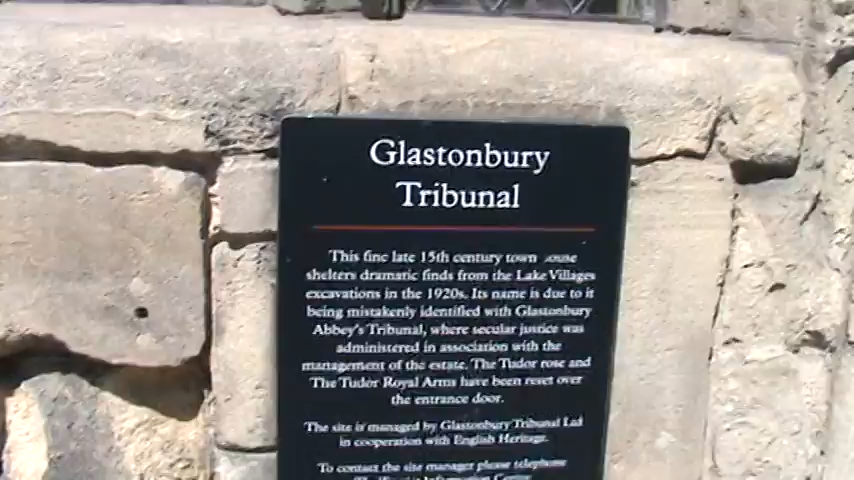 Glastonbury
Tribunal
This fine late 15th century town house
shelters dramatic finds from the Lake Villages
excavations in the 1920s. Its name is due to it
being mistakenly identified with Glastonbury
Abbey's Tribunal, where secular justice was
administered in association with the
management of the estate. The Tudor rose and
The Tudor Royal Arms have been reset over
the entrance door.
The site is managed by Glastonbury Tribunal Ltd
in cooperation with English Heritage.
To contact the site manager please telephone
Information Centre